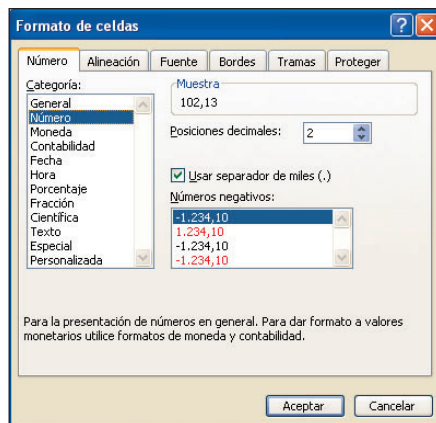 Formato de celdas
Número Alineación Fuente Bordes Tramas Proteger
Categoría:
General
Número
Moneda
Contabilidad
Fecha
Hora
Porcentaje
Fracción
Científica
Texto
Especial
Personalizada
Muestra
102,13
Posiciones decimales: 2
Usar separador de miles (.)
Números negativos:
-1.234,10
1.234,10
-1.234,10
-1.234,10
Para la presentación de números en general. Para dar formato a valores
monetarios utilice formatos de moneda y contabilidad.
Aceptar Cancelar